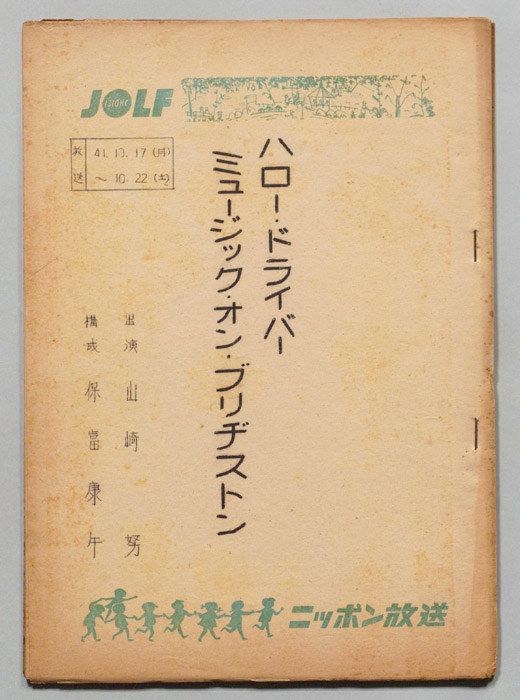 JOLF
放送 41.10.17(月)
～10.22(土)
ハロー・ドライバー
ミュージック・オン・ブリヂストン
出演 山崎 努
構成 保富康午
ニッポン放送